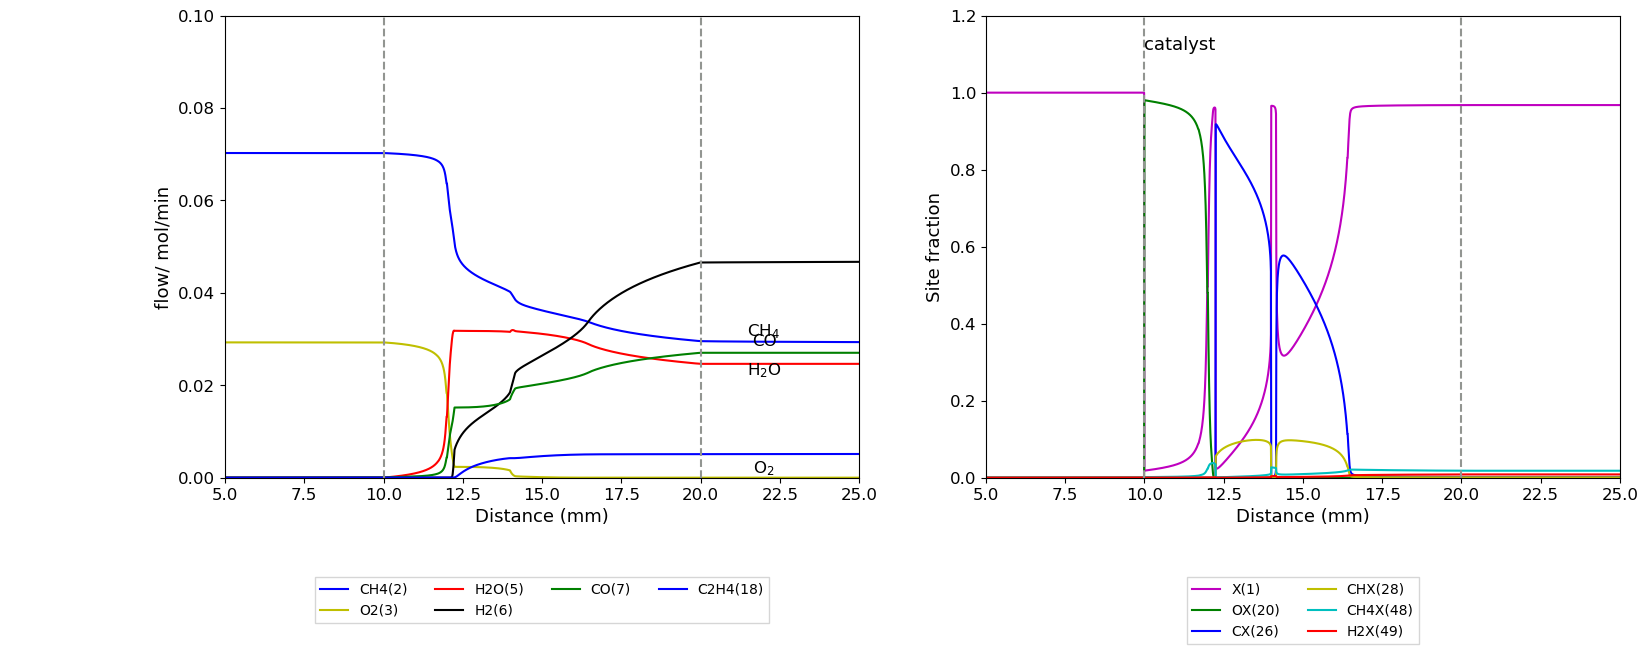 0.10
0.08
0.06
0.04
0.02
0.00
flow/ mol/min
CH₄
CO
H₂O
O₂
5.0 7.5 10.0 12.5 15.0 17.5 20.0 22.5 25.0
Distance (mm)
CH4(2) H2O(5) CO(7) C2H4(18)
O2(3) H2(6)
1.2
1.0
0.8
0.6
0.4
0.2
0.0
Site fraction
catalyst
5.0 7.5 10.0 12.5 15.0 17.5 20.0 22.5 25.0
Distance (mm)
X(1) CHX(28)
OX(20) CH4X(48)
CX(26) H2X(49)